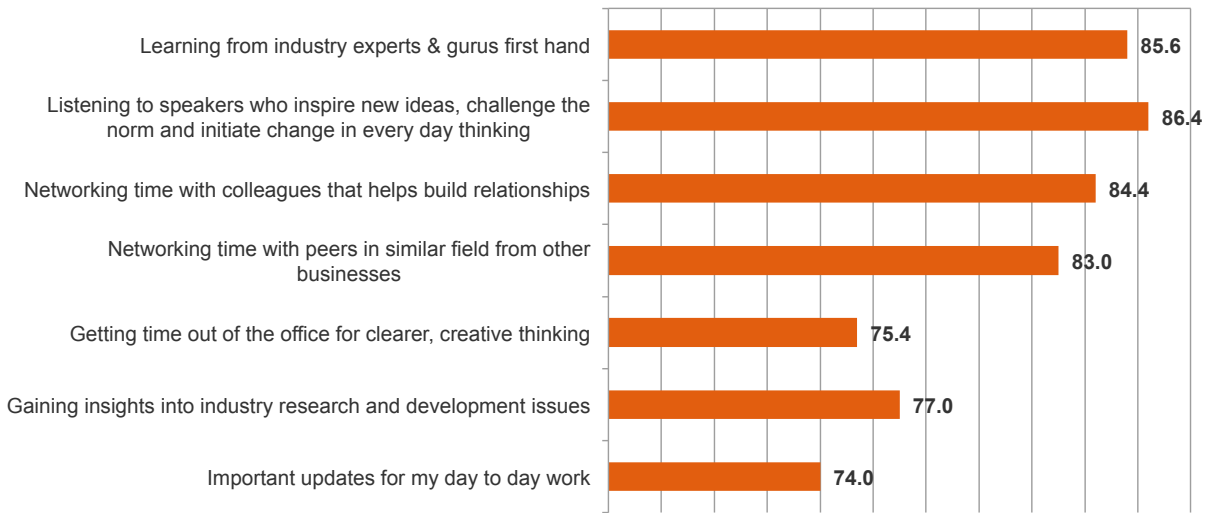 Learning from industry experts & gurus first hand
85.6
Listening to speakers who inspire new ideas, challenge the
norm and initiate change in every day thinking
86.4
Networking time with colleagues that helps build relationships
84.4
Networking time with peers in similar field from other
businesses
83.0
Getting time out of the office for clearer, creative thinking
75.4
Gaining insights into industry research and development issues
77.0
Important updates for my day to day work
74.0